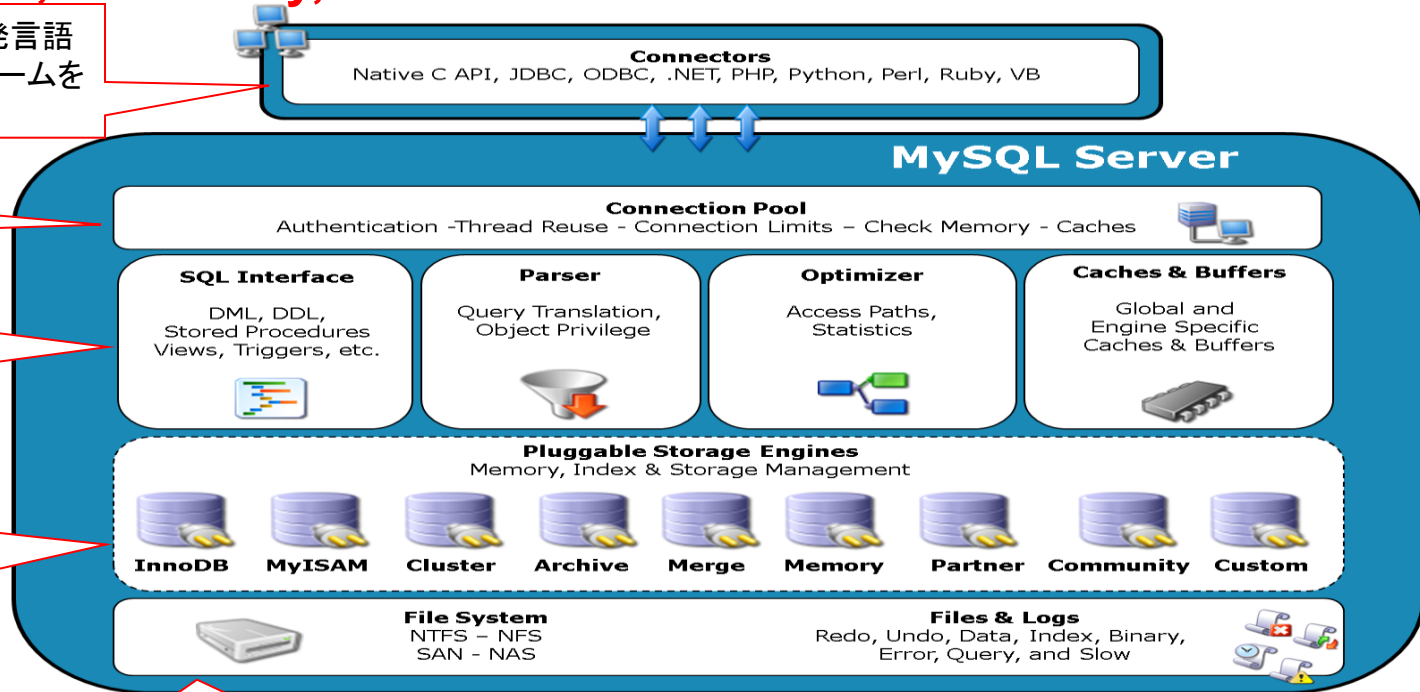 発言語
ームを
Connectors
Native C API, JDBC, ODBC, .NET, PHP, Python, Perl, Ruby, VB
MySQL Server
Connection Pool
Authentication -Thread Reuse - Connection Limits – Check Memory - Caches
SQL Interface
DML, DDL,
Stored Procedures
Views, Triggers, etc.
Parser
Query Translation,
Object Privilege
Optimizer
Access Paths,
Statistics
Caches & Buffers
Global and
Engine Specific
Caches & Buffers
Pluggable Storage Engines
Memory, Index & Storage Management
InnoDB
MyISAM
Cluster
Archive
Merge
Memory
Partner
Community
Custom
File System
NTFS – NFS
SAN - NAS
Files & Logs
Redo, Undo, Data, Index, Binary,
Error, Query, and Slow